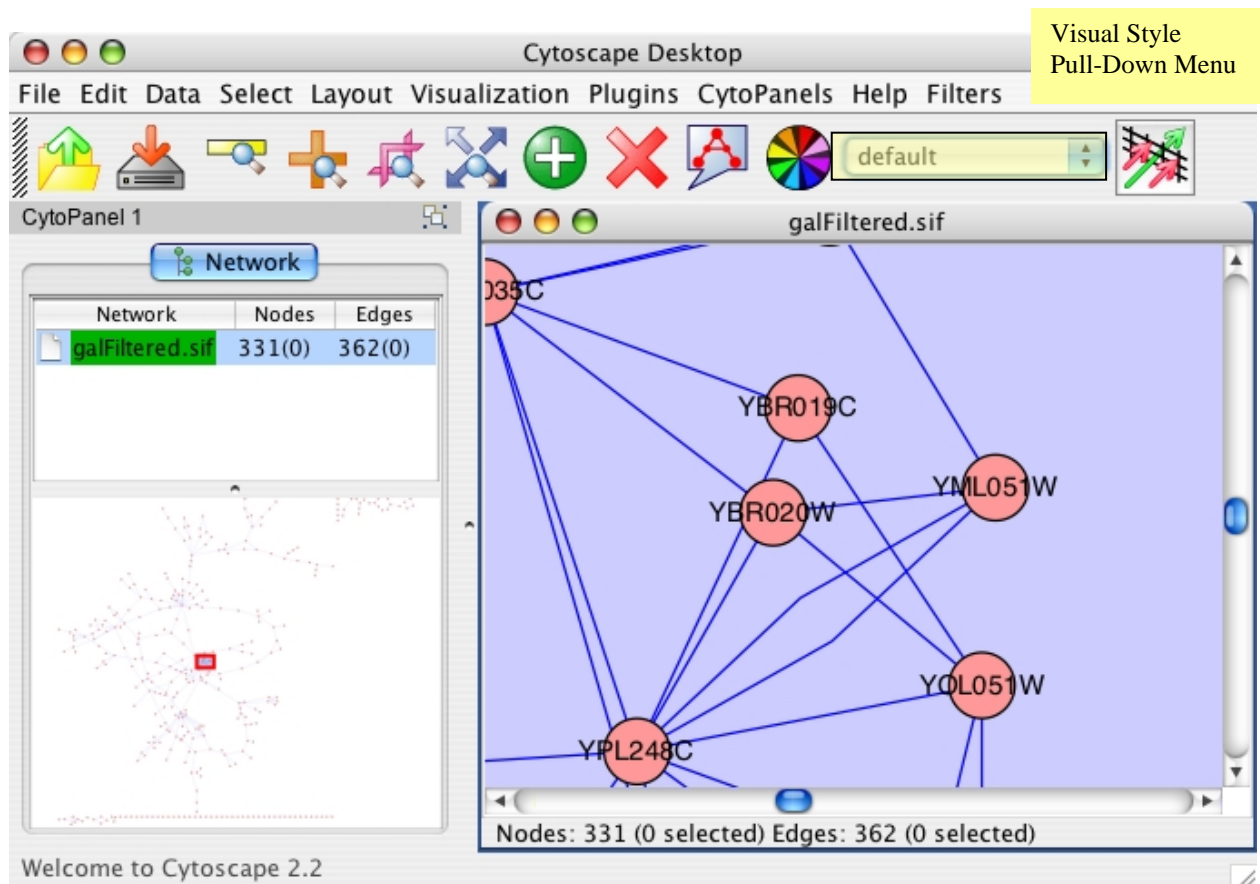 Visual Style
Pull-Down Menu
Cytoscape Desktop
File Edit Data Select Layout Visualization Plugins CytoPanels Help Filters
default
CytoPanel 1
galFiltered.sif
Network
Network Nodes Edges
galFiltered.sif 331(0) 362(0)
035C
YBR019C
YML051W
YBR020W
YOL051W
YPL248C
Nodes: 331 (0 selected) Edges: 362 (0 selected)
Welcome to Cytoscape 2.2